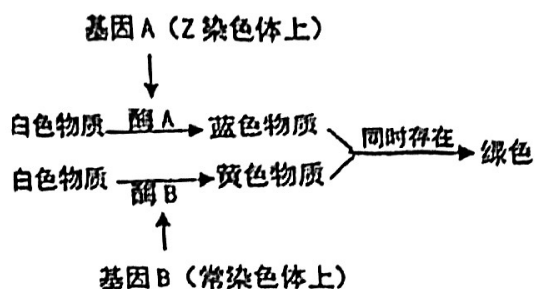 基因A（Z染色体上）
白色物质 酶A 蓝色物质
同时存在 绿色
白色物质 酶B 黄色物质
基因B（常染色体上）